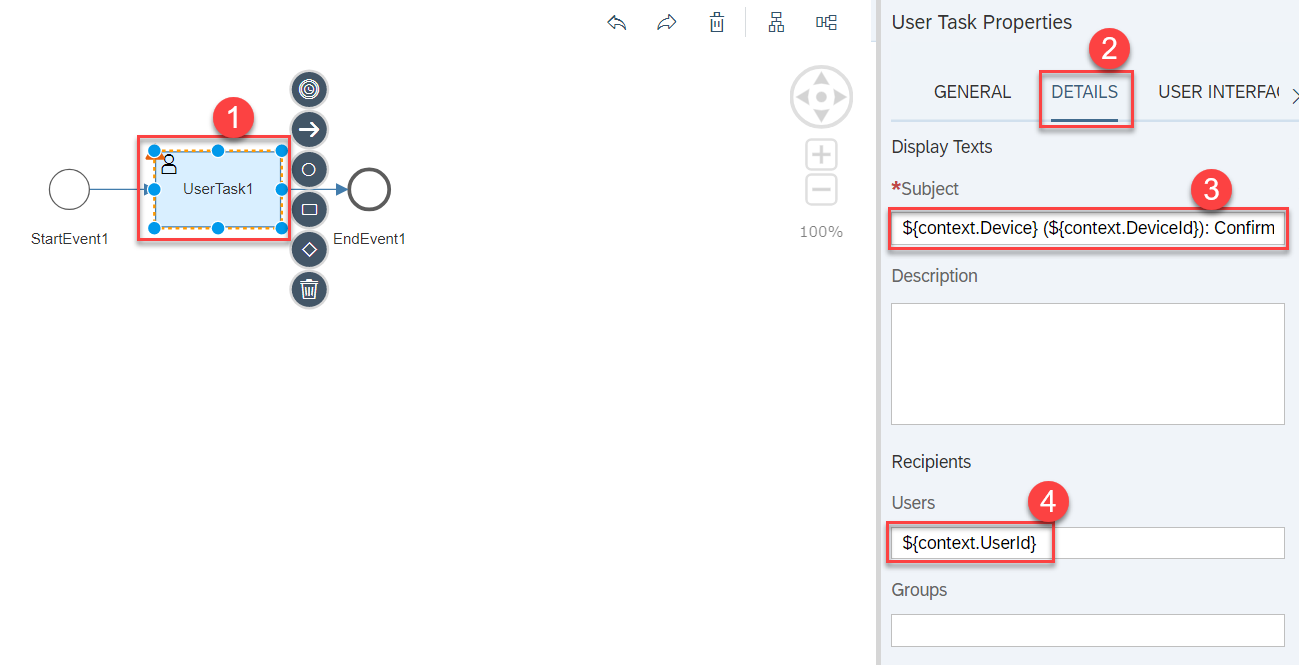 User Task Properties
2
GENERAL DETAILS USER INTERFA
1
UserTask1
StartEvent1
EndEvent1
100%
Display Texts
*Subject
3
${context.Device} (${context.DeviceId}): Confirm
Description
Recipients
Users
4
${context.UserId}
Groups